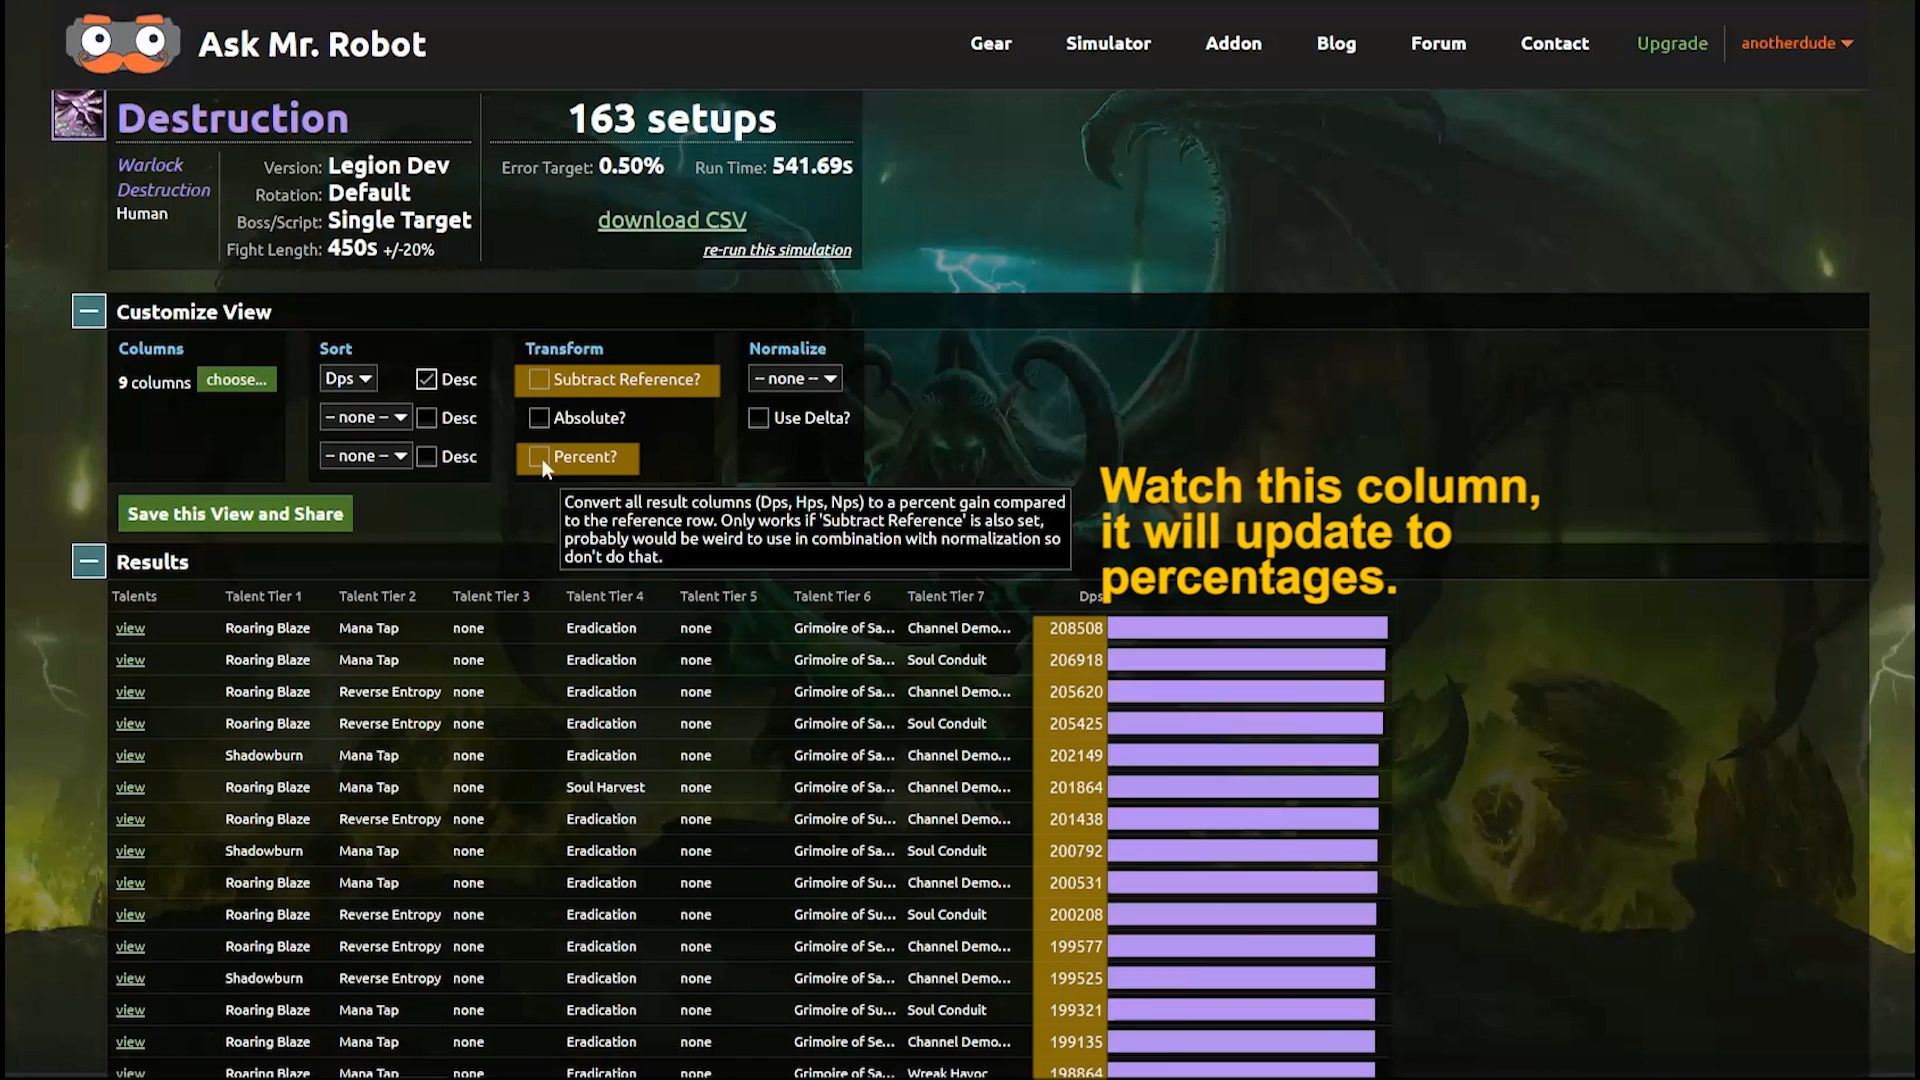 Ask Mr. Robot
Gear Simulator Addon Blog Forum Contact Upgrade anotherdude
Destruction
Warlock
Destruction
Human
Version: Legion Dev
Rotation: Default
Boss/Script: Single Target
Fight Length: 450s +/-20%
163 setups
Error Target: 0.50% Run Time: 541.69s
download CSV
re-run this simulation
Customize View
Columns
9 columns choose...
Sort
Dps Desc
-- none -- Desc
-- none -- Desc
Transform
Subtract Reference?
Absolute?
Percent?
Normalize
-- none --
Use Delta?
Save this View and Share
Convert all result columns (Dps, Hps, Nps) to a percent gain compared
to the reference row. Only works if 'Subtract Reference' is also set,
probably would be weird to use in combination with normalization so
don't do that.
Watch this column,
it will update to
percentages.
Results
Talents Talent Tier 1 Talent Tier 2 Talent Tier 3 Talent Tier 4 Talent Tier 5 Talent Tier 6 Talent Tier 7 Dps
view Roaring Blaze Mana Tap none Eradication none Grimoire of Sa... Channel Demo... 208508
view Roaring Blaze Mana Tap none Eradication none Grimoire of Sa... Soul Conduit 206918
view Roaring Blaze Reverse Entropy none Eradication none Grimoire of Sa... Channel Demo... 205620
view Roaring Blaze Reverse Entropy none Eradication none Grimoire of Sa... Soul Conduit 205425
view Shadowburn Mana Tap none Eradication none Grimoire of Sa... Channel Demo... 202149
view Roaring Blaze Mana Tap none Soul Harvest none Grimoire of Sa... Channel Demo... 201864
view Roaring Blaze Reverse Entropy none Eradication none Grimoire of Su... Channel Demo... 201438
view Shadowburn Mana Tap none Eradication none Grimoire of Sa... Soul Conduit 200792
view Roaring Blaze Mana Tap none Eradication none Grimoire of Su... Channel Demo... 200531
view Roaring Blaze Reverse Entropy none Eradication none Grimoire of Su... Soul Conduit 200208
view Roaring Blaze Reverse Entropy none Eradication none Grimoire of Se... Channel Demo... 199577
view Shadowburn Reverse Entropy none Eradication none Grimoire of Sa... Channel Demo... 199525
view Roaring Blaze Mana Tap none Eradication none Grimoire of Su... Soul Conduit 199321
view Roaring Blaze Mana Tap none Eradication none Grimoire of Se... Channel Demo... 199135
view Roaring Blaze Mana Tap none Eradication none Grimoire of Sa... Wreak Havoc 198864